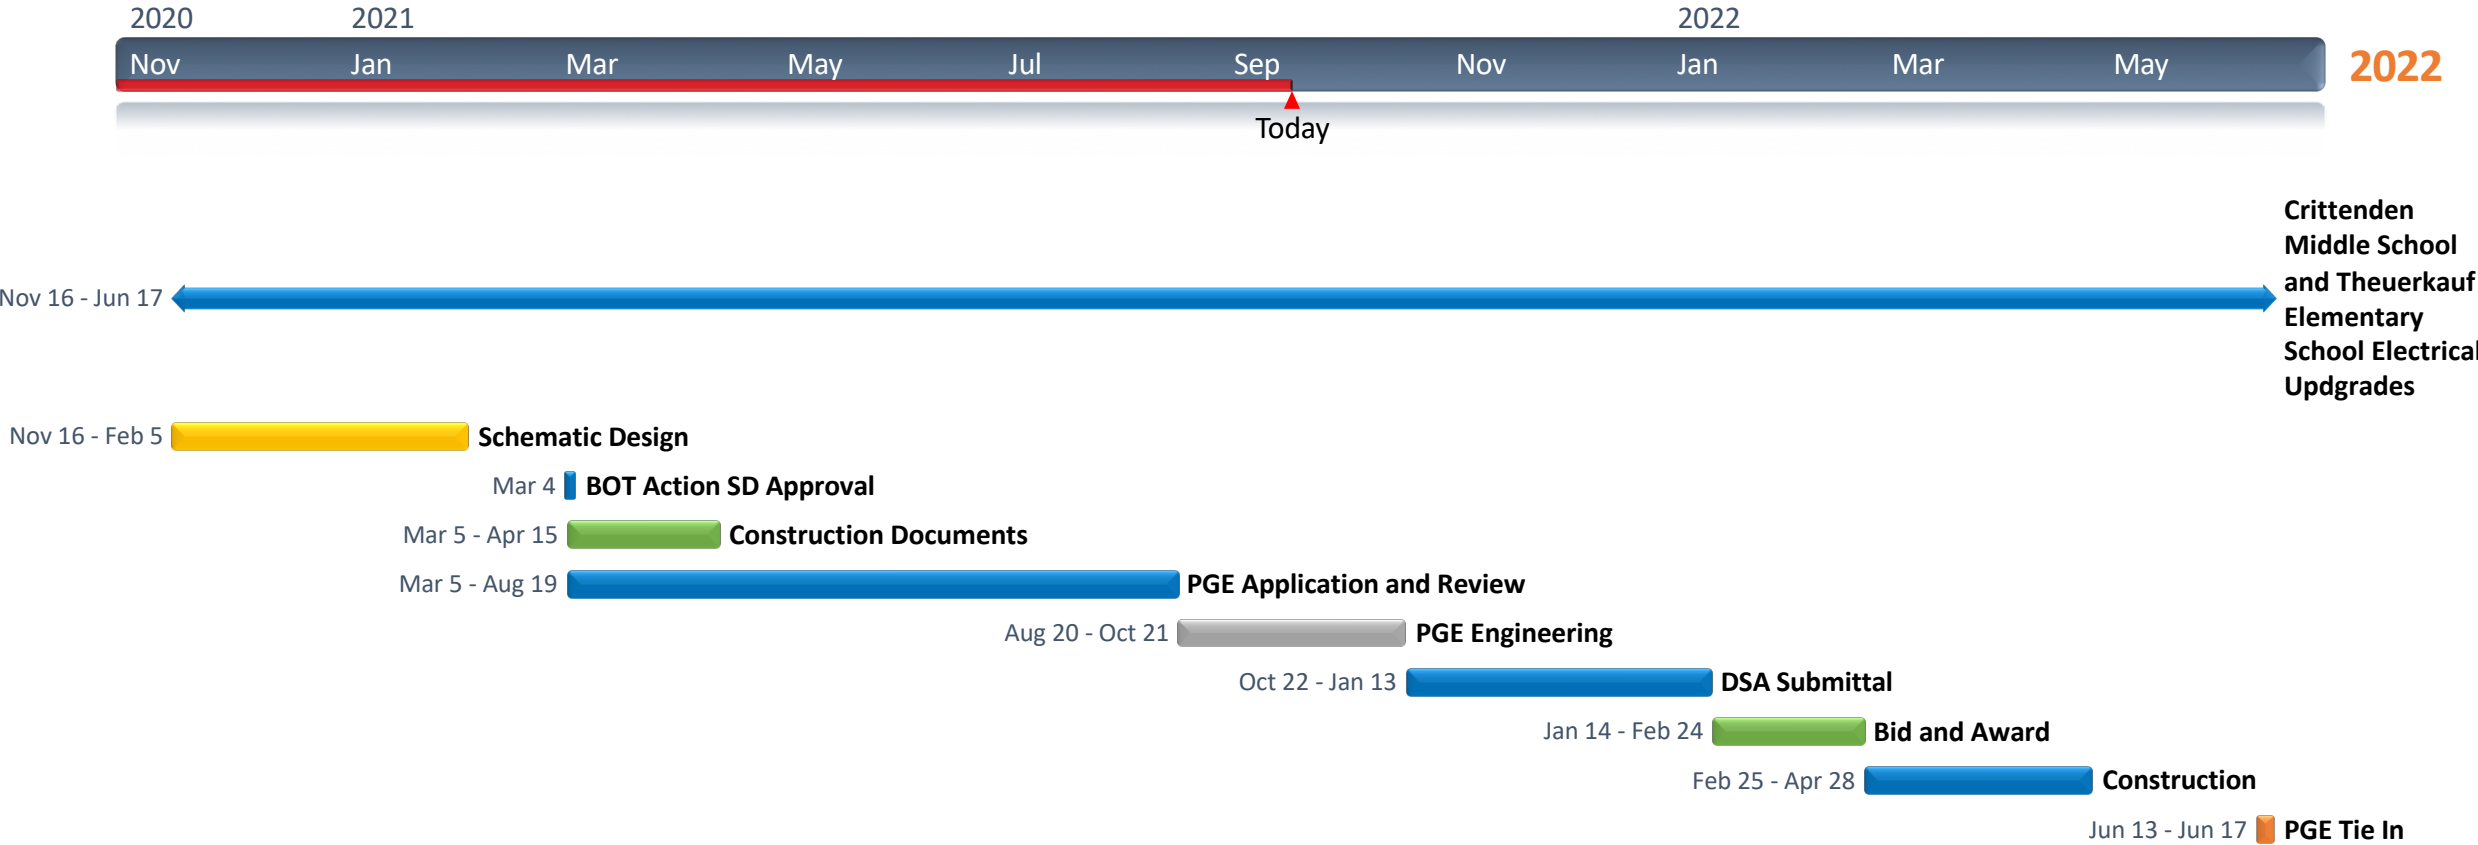 2020 2021 2022
Nov Jan Mar May Jul Sep Nov Jan Mar May 2022
Today
Crittenden
Middle School
and Theuerkauf
Elementary
School Electrical
Updgrades
Nov 16 - Jun 17
Nov 16 - Feb 5 Schematic Design
Mar 4 BOT Action SD Approval
Mar 5 - Apr 15 Construction Documents
Mar 5 - Aug 19 PGE Application and Review
Aug 20 - Oct 21 PGE Engineering
Oct 22 - Jan 13 DSA Submittal
Jan 14 - Feb 24 Bid and Award
Feb 25 - Apr 28 Construction
Jun 13 - Jun 17 PGE Tie In